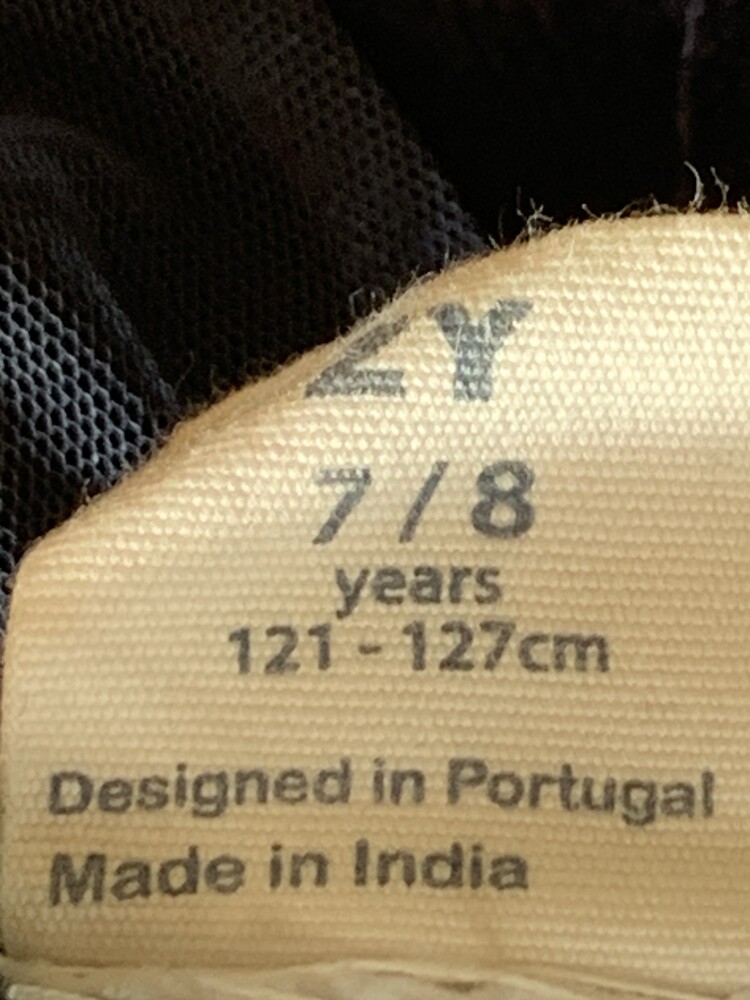 ZY
7/8
years
121 - 127cm
Designed in Portugal
Made in India